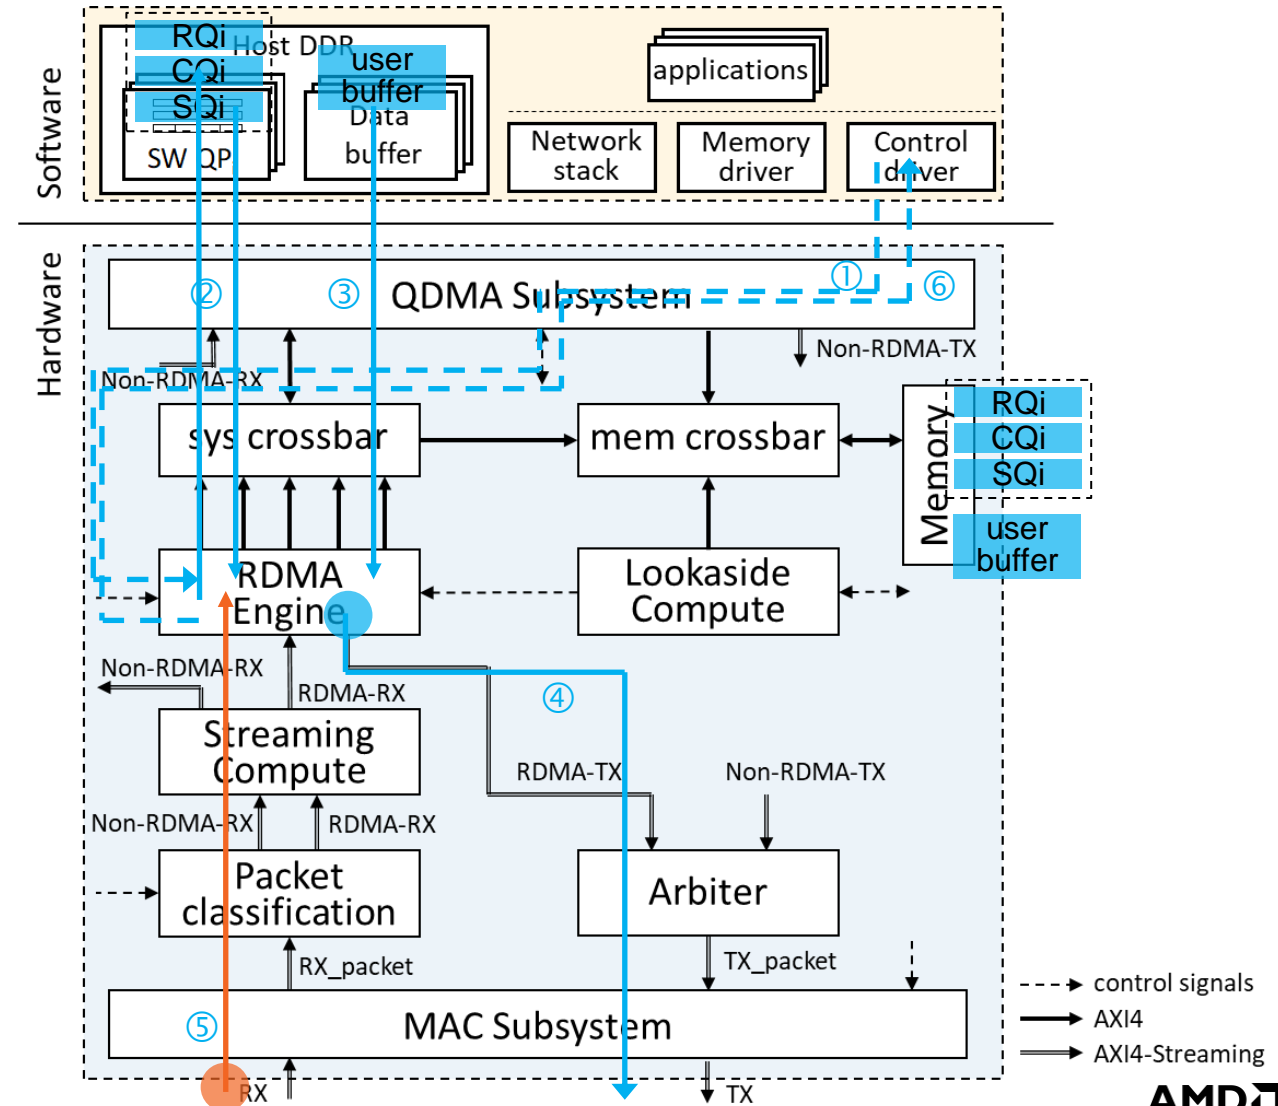 Software
RQi
CQi
SQi
Host DDR
SW QP
user
buffer
Data
buffer
applications
Network
stack
Memory
driver
Control
driver
Hardware
①
②
③
⑥
QDMA Subsystem
Non-RDMA-RX
Non-RDMA-TX
sys crossbar
mem crossbar
Memory
RQi
CQi
SQi
user
buffer
RDMA
Engine
Lookaside
Compute
Non-RDMA-RX
RDMA-RX
④
Streaming
Compute
RDMA-TX
Non-RDMA-TX
Non-RDMA-RX
RDMA-RX
Packet
classification
Arbiter
RX_packet
TX_packet
⑤
MAC Subsystem
RX
TX
control signals
AXI4
AXI4-Streaming
AMD